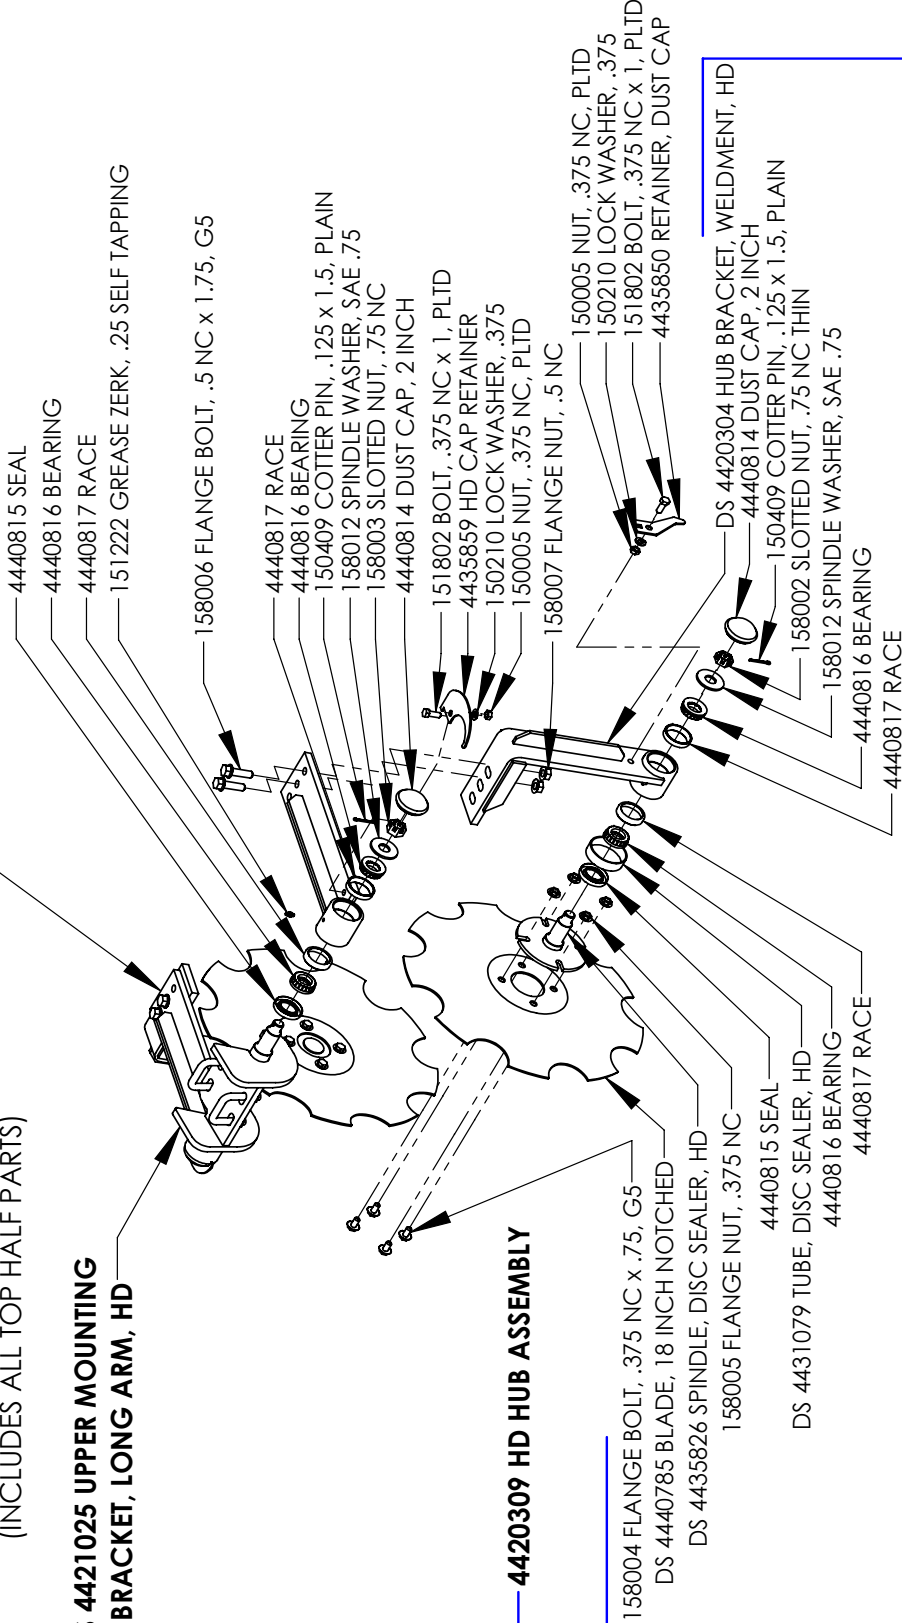 (INCLUDES ALL TOP HALF PARTS)
4421025 UPPER MOUNTING
BRACKET, LONG ARM, HD
4440815 SEAL
4440816 BEARING
4440817 RACE
151222 GREASE ZERK, .25 SELF TAPPING
158006 FLANGE BOLT, .5 NC x 1.75, G5
4440817 RACE
4440816 BEARING
150409 COTTER PIN, .125 x 1.5, PLAIN
158012 SPINDLE WASHER, SAE .75
158003 SLOTTED NUT, .75 NC
4440814 DUST CAP, 2 INCH
151802 BOLT, .375 NC x 1, PLTD
4435859 HD CAP RETAINER
150210 LOCK WASHER, .375
150005 NUT, .375 NC, PLTD
158007 FLANGE NUT, .5 NC
150005 NUT, .375 NC, PLTD
150210 LOCK WASHER, .375
151802 BOLT, .375 NC x 1, PLTD
4435850 RETAINER, DUST CAP
DS 4420304 HUB BRACKET, WELDMENT, HD
4440814 DUST CAP, 2 INCH
150409 COTTER PIN, .125 x 1.5, PLAIN
158002 SLOTTED NUT, .75 NC THIN
158012 SPINDLE WASHER, SAE .75
4440816 BEARING
4440817 RACE
4420309 HD HUB ASSEMBLY
158004 FLANGE BOLT, .375 NC x .75, G5
DS 4440785 BLADE, 18 INCH NOTCHED
DS 4435826 SPINDLE, DISC SEALER, HD
158005 FLANGE NUT, .375 NC
4440815 SEAL
DS 4431079 TUBE, DISC SEALER, HD
4440816 BEARING
4440817 RACE